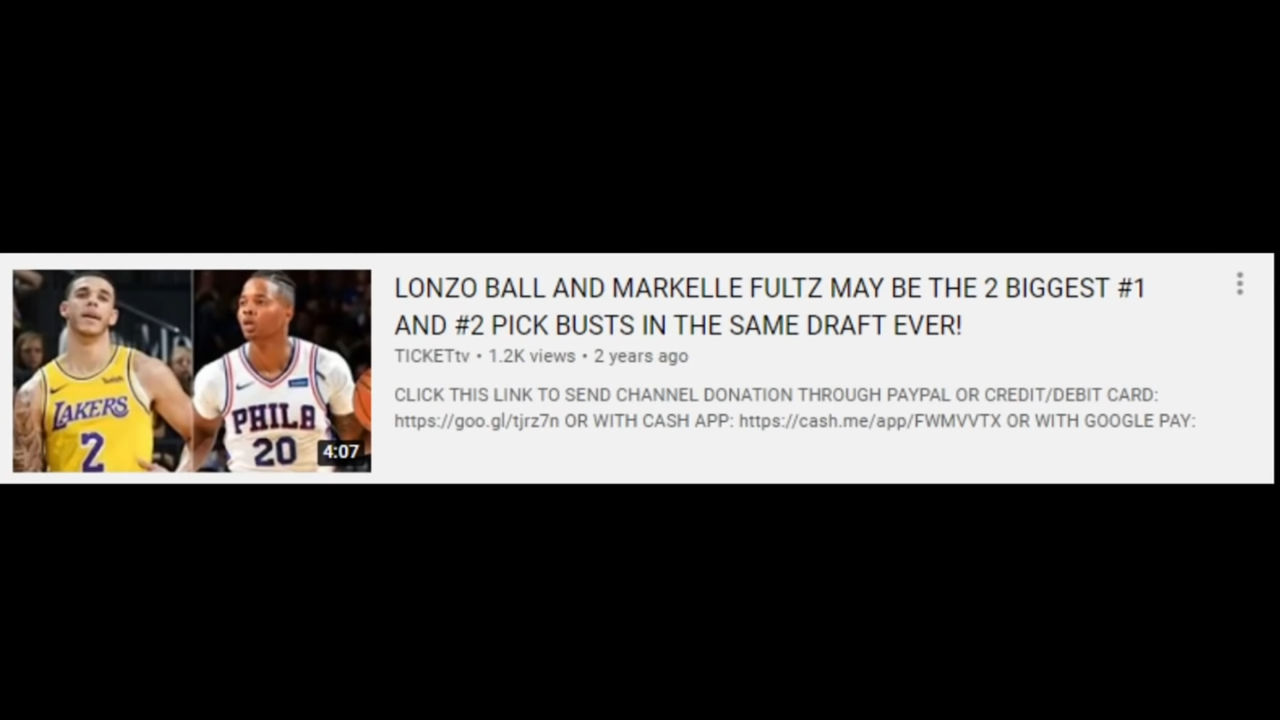 LONZO BALL AND MARKELLE FULTZ MAY BE THE 2 BIGGEST #1
AND #2 PICK BUSTS IN THE SAME DRAFT EVER!
TICKETtv • 1.2K views • 2 years ago
CLICK THIS LINK TO SEND CHANNEL DONATION THROUGH PAYPAL OR CREDIT/DEBIT CARD:
https://goo.gl/tjrz7n OR WITH CASH APP: https://cash.me/app/FWMVVTX OR WITH GOOGLE PAY:
LAKERS
2
PHILA
20
4:07